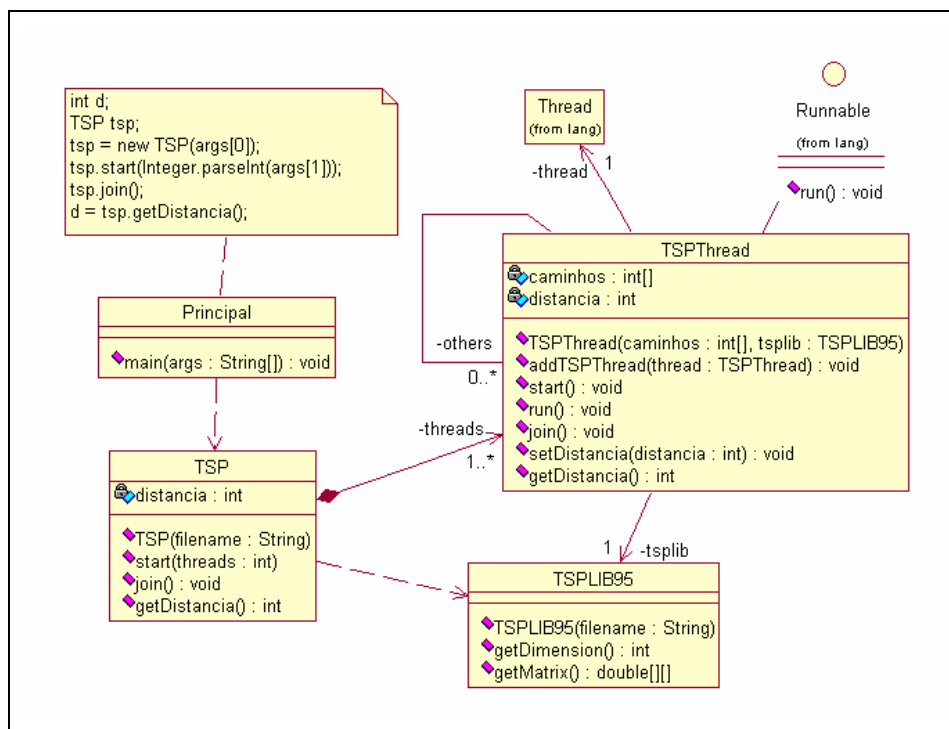 int d;
TSP tsp;
tsp = new TSP(args[0]);
tsp.start(Integer.parseInt(args[1]));
tsp.join();
d = tsp.getDistancia();
Thread
(from lang)
Runnable
(from lang)
run() : void
-thread
1
TSPThread
caminhos : int[]
distancia : int
TSPThread(caminhos : int[], tsplib : TSPLIB95)
addTSPThread(thread : TSPThread) : void
start() : void
run() : void
join() : void
setDistancia(distancia : int) : void
getDistancia() : int
-others
0..*
Principal
main(args : String[]) : void
-threads
1..*
TSP
distancia : int
TSP(filename : String)
start(threads : int)
join() : void
getDistancia() : int
1
-tsplib
TSPLIB95
TSPLIB95(filename : String)
getDimension() : int
getMatrix() : double[][]